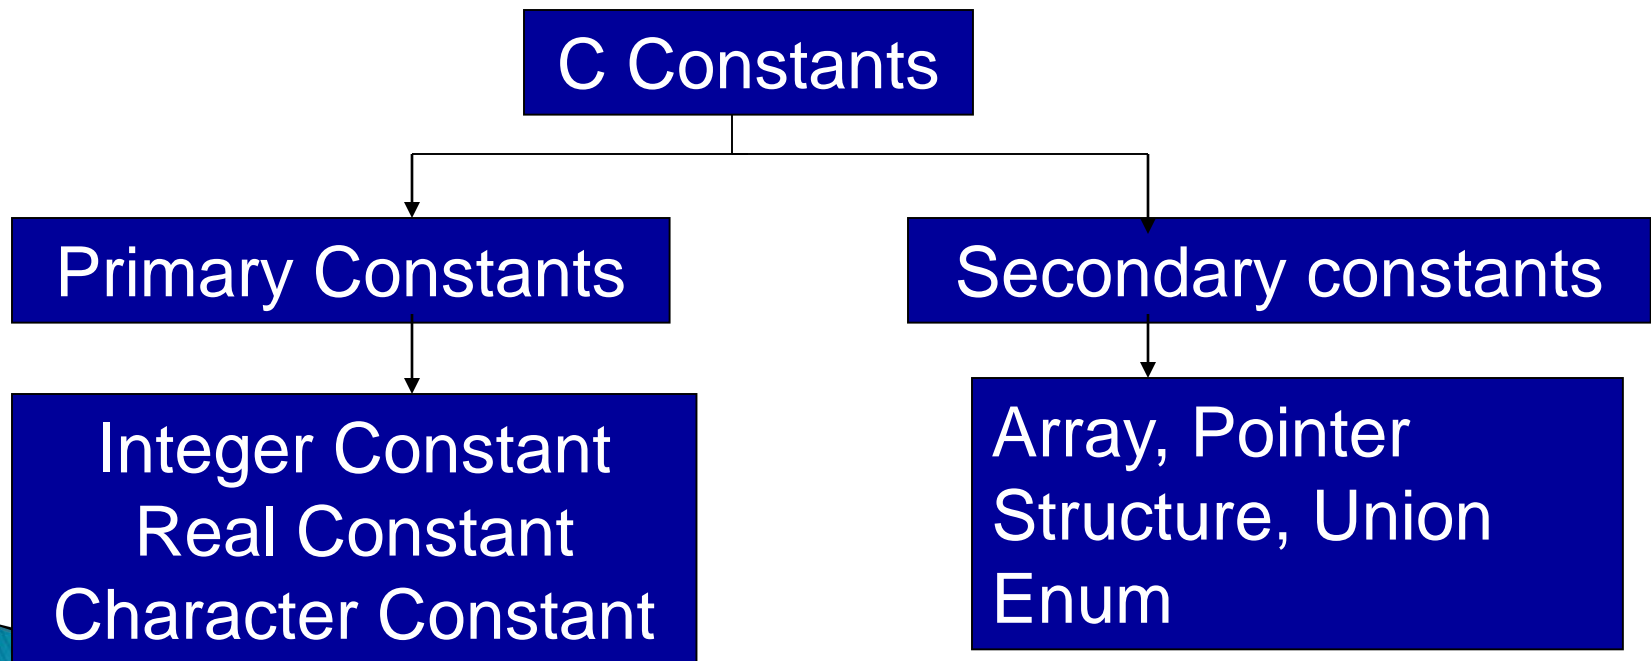 C Constants
Primary Constants
Secondary constants
Integer Constant
Real Constant
Character Constant
Array, Pointer
Structure, Union
Enum